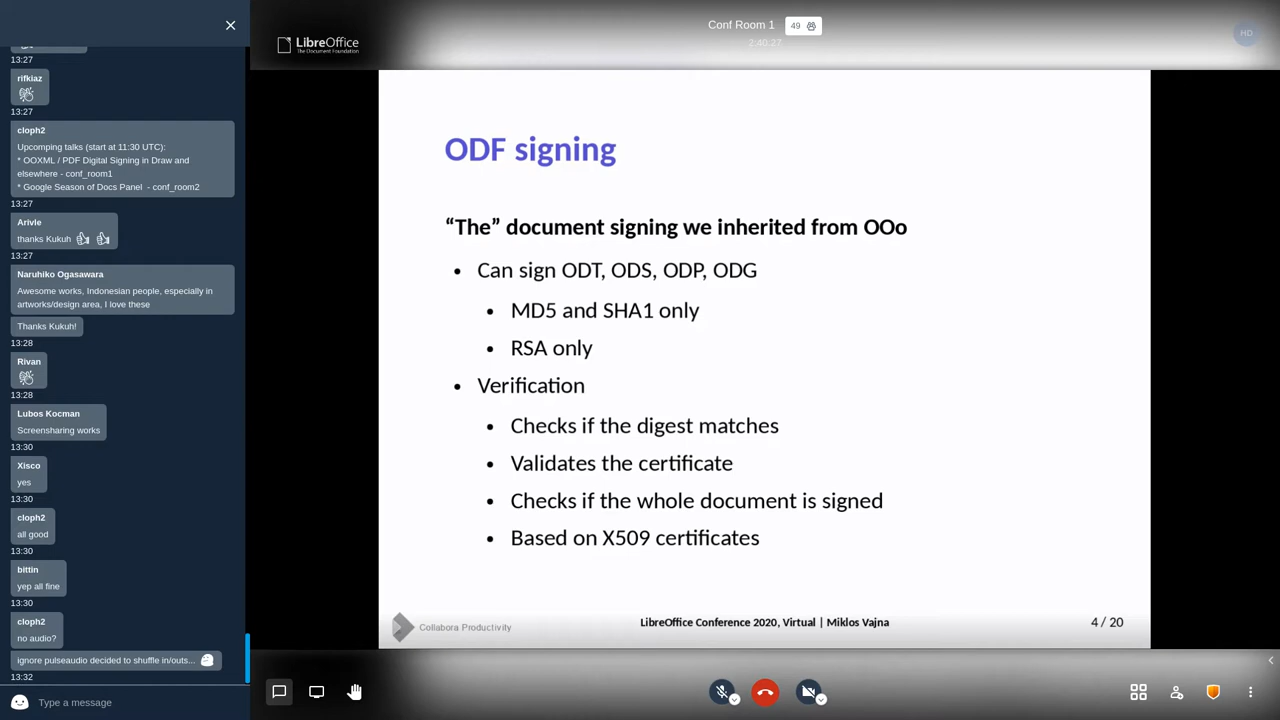 13:27
rifkiaz
13:27
cloph2
Upcomping talks (start at 11:30 UTC):
* OOXML / PDF Digital Signing in Draw and
elsewhere - conf_room1
* Google Season of Docs Panel - conf_room2
13:27
Arivle
thanks Kukuh
13:27
Naruhiko Ogasawara
Awesome works, Indonesian people, especially in
artworks/design area, I love these
Thanks Kukuh!
13:28
Rivan
13:28
Lubos Kocman
Screensharing works
13:30
Xisco
yes
13:30
cloph2
all good
13:30
bittin
yep all fine
13:30
cloph2
no audio?
ignore pulseaudio decided to shuffle in/outs...
13:32
Type a message
LibreOffice
The Document Foundation
Conf Room 1
49
2:40:27
HD
ODF signing
“The” document signing we inherited from OOo
• Can sign ODT, ODS, ODP, ODG
• MD5 and SHA1 only
• RSA only
• Verification
• Checks if the digest matches
• Validates the certificate
• Checks if the whole document is signed
• Based on X509 certificates
Collabora Productivity
LibreOffice Conference 2020, Virtual | Miklos Vajna
4 / 20